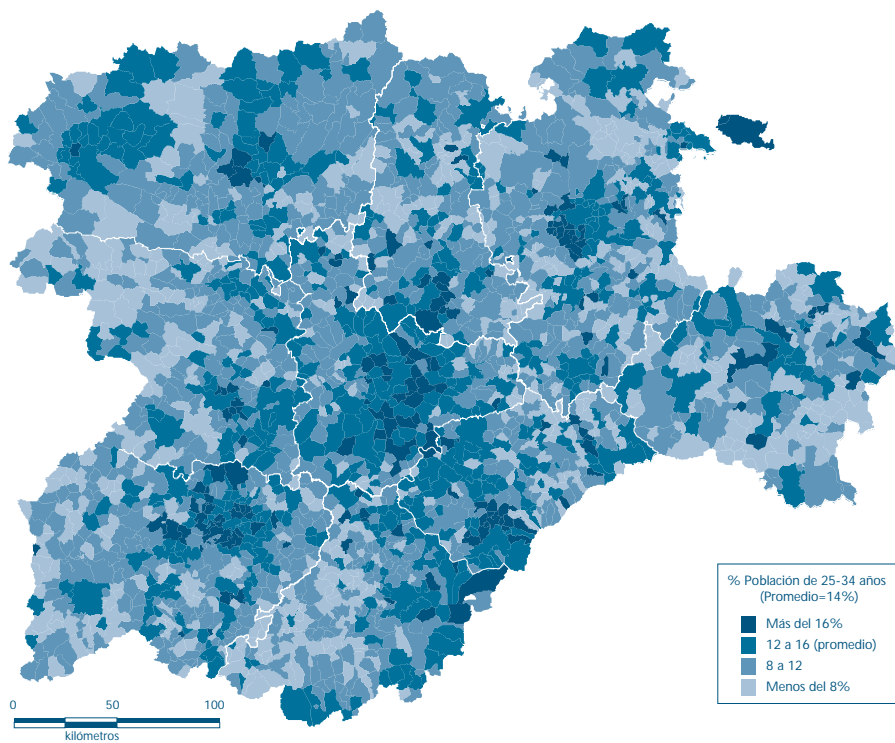 % Población de 25-34 años
(Promedio=14%)
Más del 16%
12 a 16 (promedio)
8 a 12
Menos del 8%
0 50 100
kilómetros